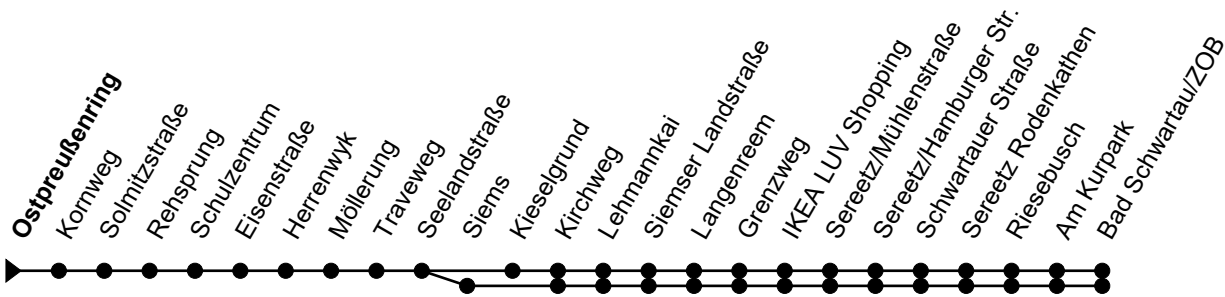 Ostpreußenring
Kornweg
Solmitzstraße
Rehsprung
Schulzentrum
Eisenstraße
Herrenwyk
Möllerung
Traveweg
Seelandstraße
Siems
Kieselgrund
Kirchweg
Lehmannkai
Siemser Landstraße
Langenreem
Grenzweg
IKEA LUV Shopping
Sereetz/Mühlenstraße
Sereetz/Hamburger Str.
Schwartauer Straße
Sereetz Rodenkathen
Riesebusch
Am Kurpark
Bad Schwartau/ZOB